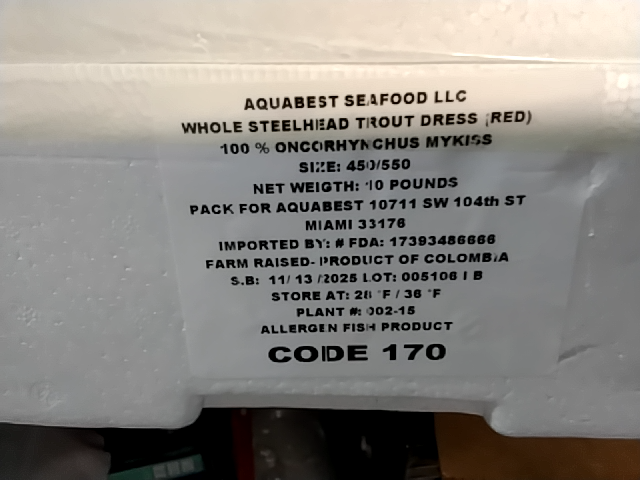 AQUABEST SEAFOOD LLC
WHOLE STEELHEAD TROUT DRESS (RED)
100 % ONCORHYNCHUS MYKISS
SIZE: 450/550
NET WEIGTH: 10 POUNDS
PACK FOR AQUABEST 10711 SW 104th ST
MIAMI 33176
IMPORTED BY: # FDA: 17393486666
FARM RAISED- PRODUCT OF COLOMBIA
S.B: 11/ 13 /2025 LOT: 005106 I B
STORE AT: 28 °F / 36 °F
PLANT #: 002-15
ALLERGEN FISH PRODUCT
CODE 170